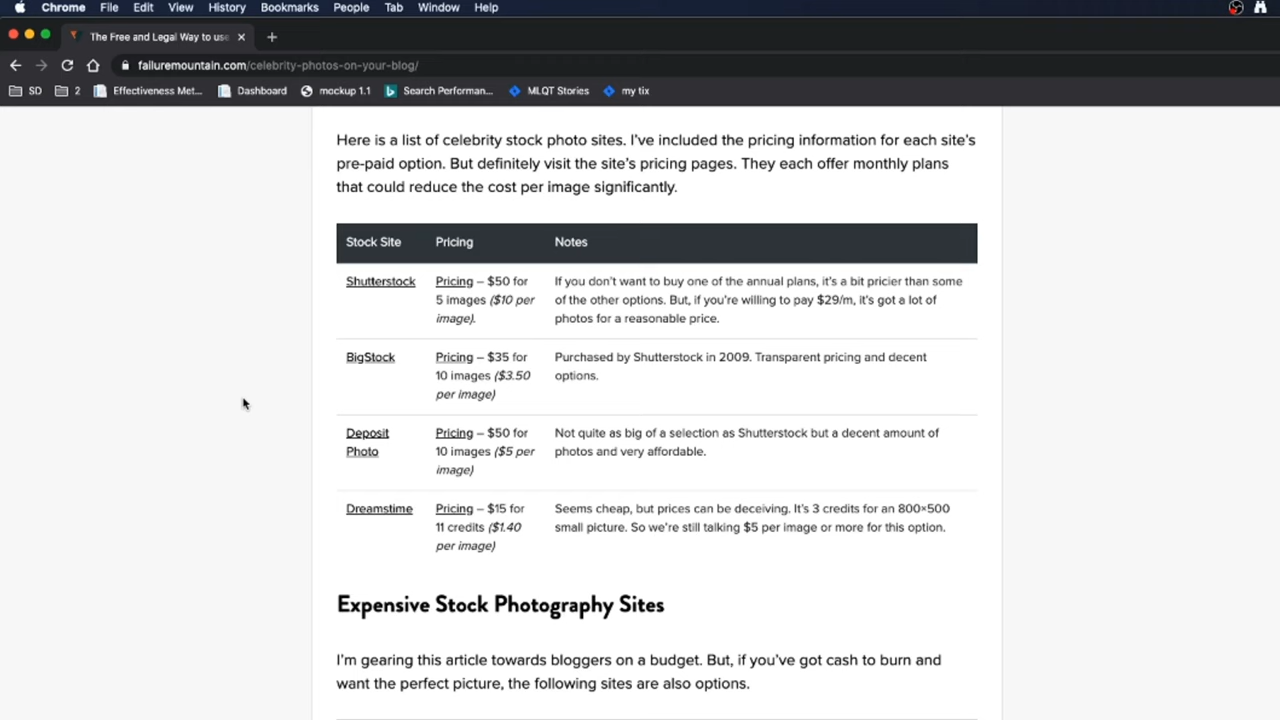 Chrome File Edit View History Bookmarks People Tab Window Help
The Free and Legal Way to use
failuremountain.com/celebrity-photos-on-your-blog/
SD 2 Effectiveness Met... Dashboard mockup 1.1 Search Performan... MLQT Stories my tix
Here is a list of celebrity stock photo sites. I've included the pricing information for each site's
pre-paid option. But definitely visit the site's pricing pages. They each offer monthly plans
that could reduce the cost per image significantly.
Stock Site Pricing Notes
Shutterstock Pricing – $50 for If you don't want to buy one of the annual plans, it's a bit pricier than some
5 images ($10 per of the other options. But, if you're willing to pay $29/m, it's got a lot of
image). photos for a reasonable price.
BigStock Pricing – $35 for Purchased by Shutterstock in 2009. Transparent pricing and decent
10 images ($3.50 options.
per image)
Deposit Pricing – $50 for Not quite as big of a selection as Shutterstock but a decent amount of
Photo 10 images ($5 per photos and very affordable.
image)
Dreamstime Pricing – $15 for Seems cheap, but prices can be deceiving. It's 3 credits for an 800×500
11 credits ($1.40 small picture. So we're still talking $5 per image or more for this option.
per image)
Expensive Stock Photography Sites
I'm gearing this article towards bloggers on a budget. But, if you've got cash to burn and
want the perfect picture, the following sites are also options.